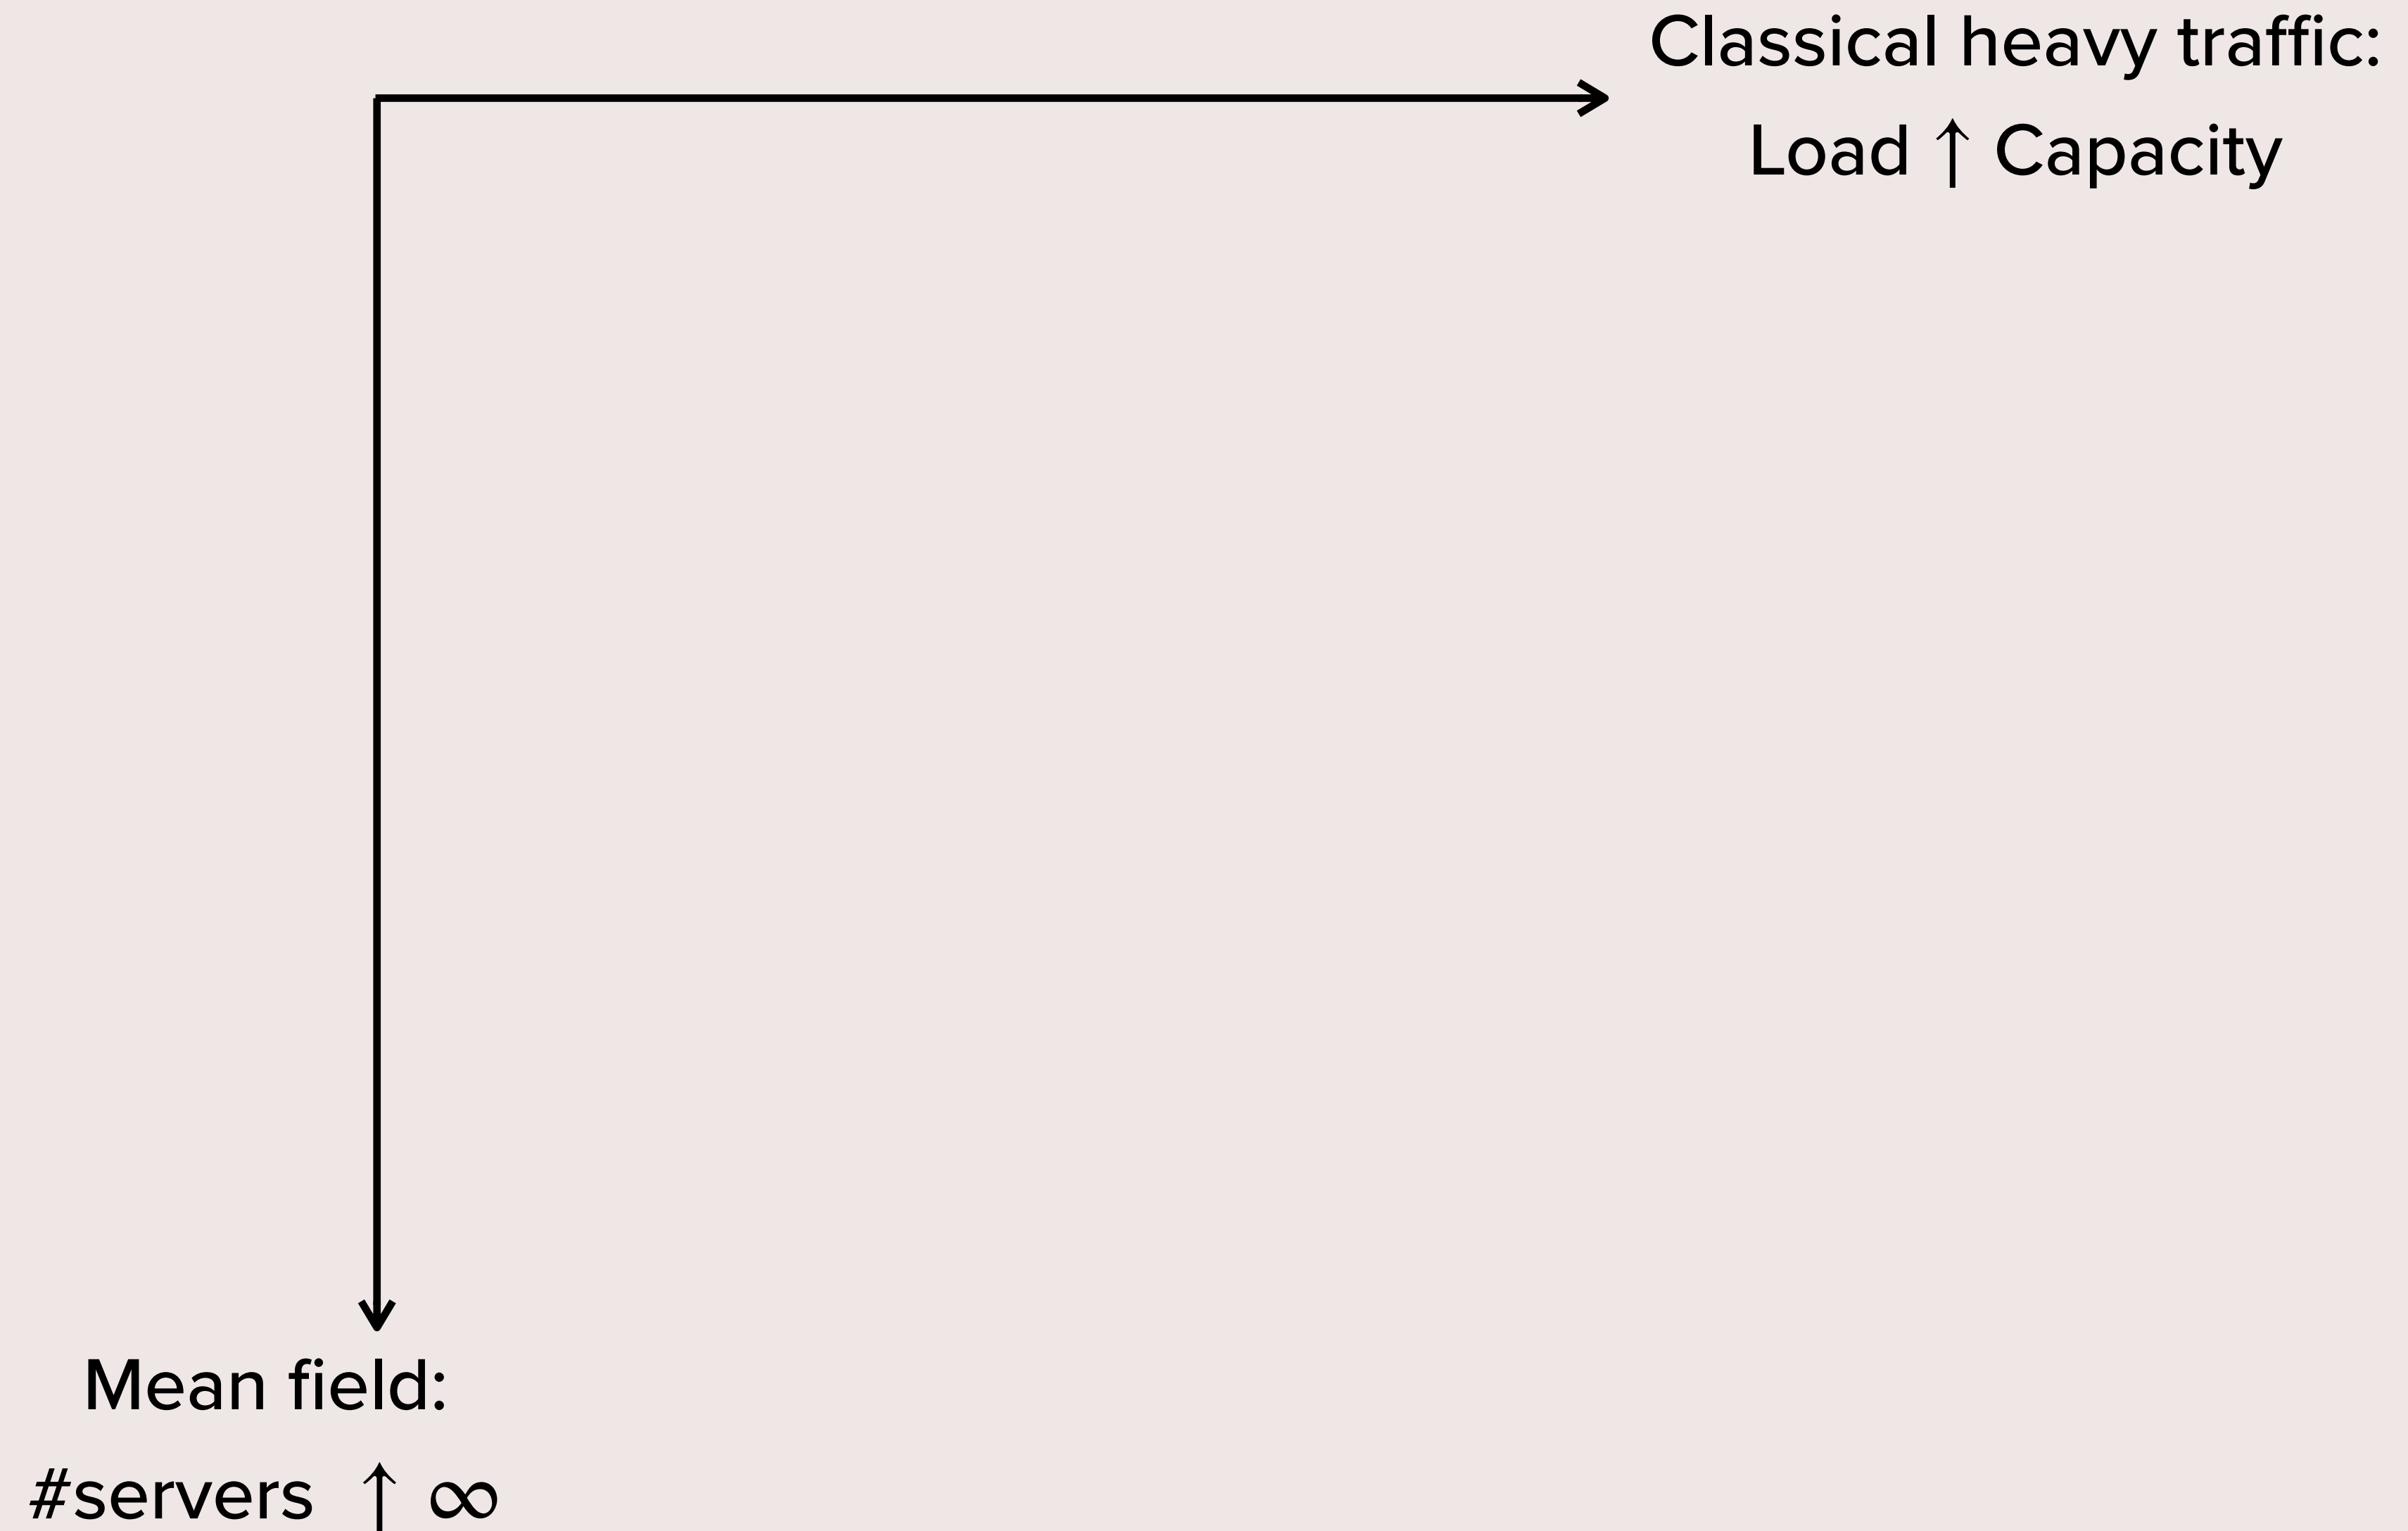 Classical heavy traffic:
Load ↑ Capacity
Mean field:
#servers ↑ ∞